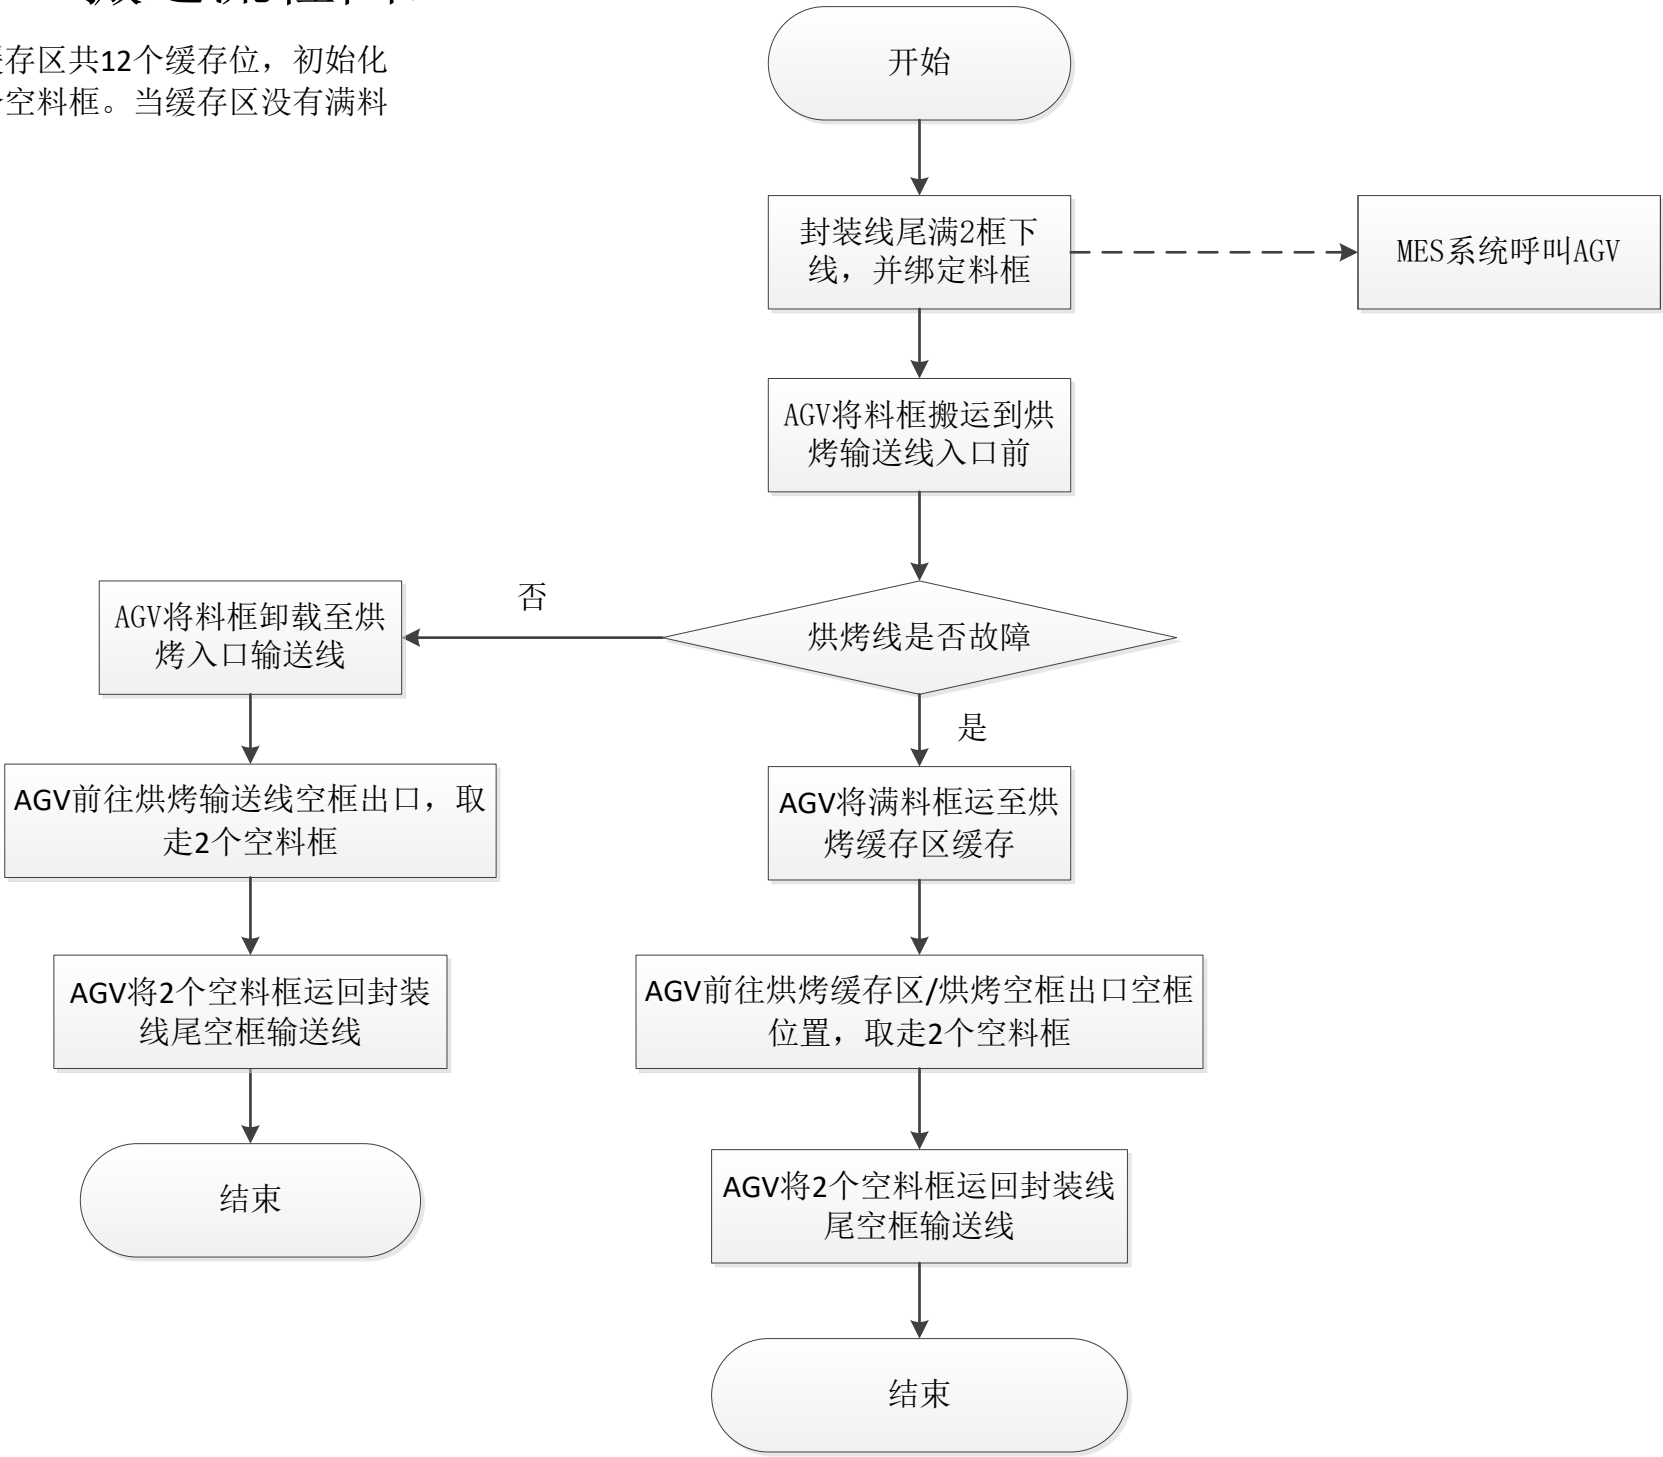 存区共12个缓存位，初始化
空料框。当缓存区没有满料
开始
封装线尾满2框下
线，并绑定料框
MES系统呼叫AGV
AGV将料框搬运到烘
烤输送线入口前
烘烤线是否故障
否
是
AGV将料框卸载至烘
烤入口输送线
AGV前往烘烤输送线空框出口，取
走2个空料框
AGV将2个空料框运回封装
线尾空框输送线
结束
AGV将满料框运至烘
烤缓存区缓存
AGV前往烘烤缓存区/烘烤空框出口空框
位置，取走2个空料框
AGV将2个空料框运回封装线
尾空框输送线
结束